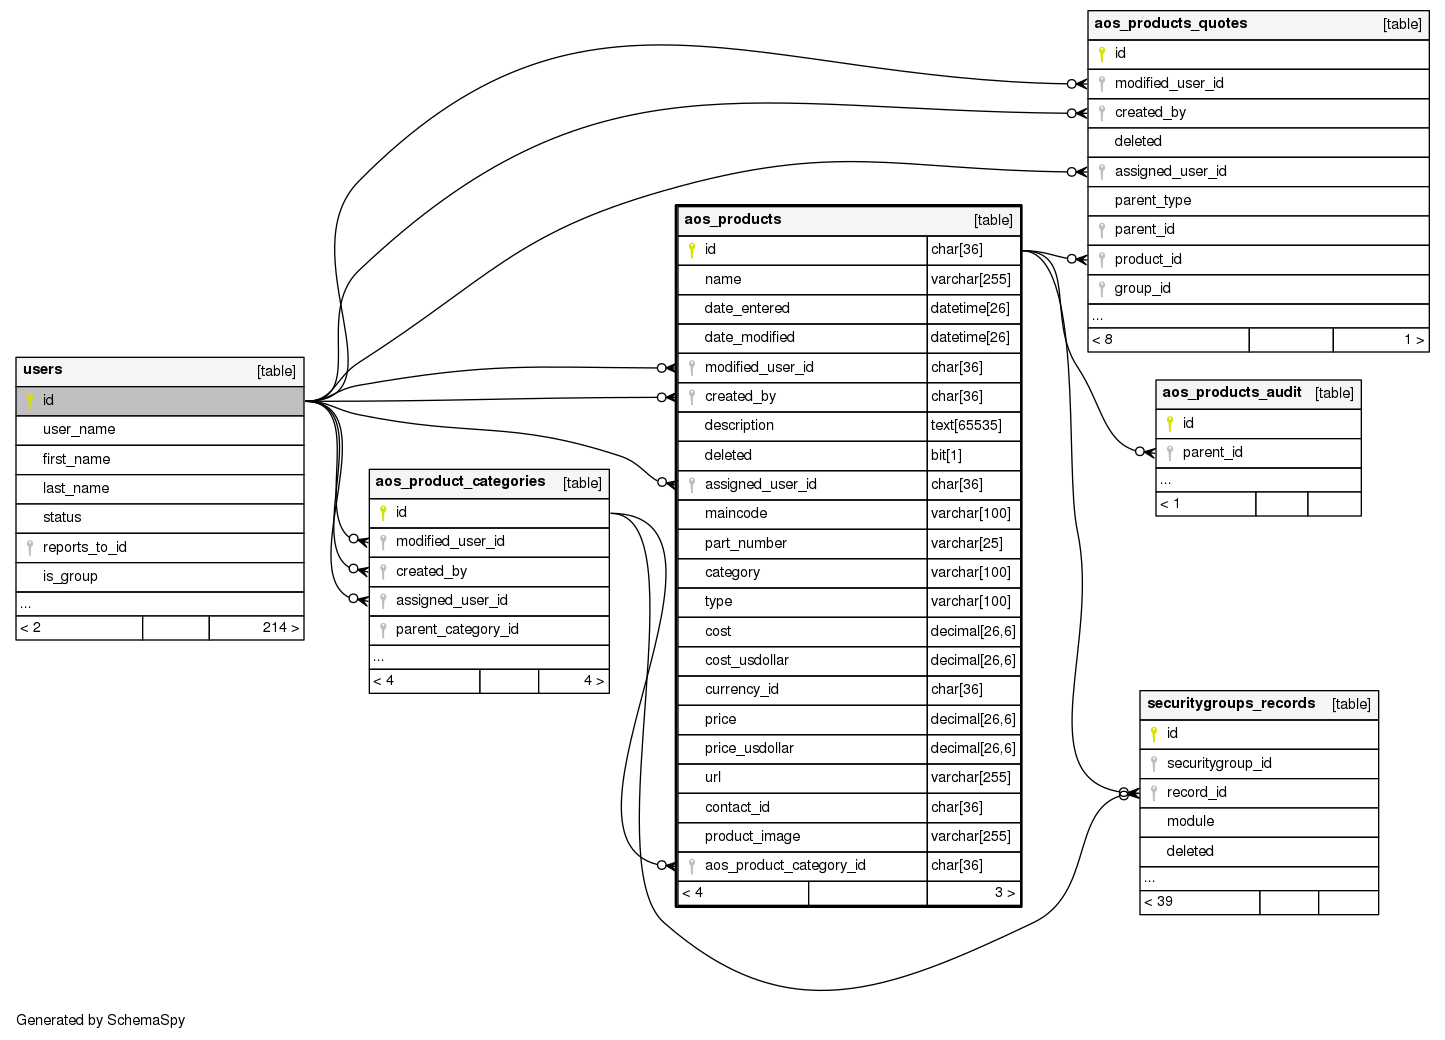 aos_products_quotes [table]
id
modified_user_id
created_by
deleted
assigned_user_id
parent_type
parent_id
product_id
group_id
...
< 8 1 >
aos_products [table]
id char[36]
name varchar[255]
date_entered datetime[26]
date_modified datetime[26]
modified_user_id char[36]
created_by char[36]
description text[65535]
deleted bit[1]
assigned_user_id char[36]
maincode varchar[100]
part_number varchar[25]
category varchar[100]
type varchar[100]
cost decimal[26,6]
cost_usdollar decimal[26,6]
currency_id char[36]
price decimal[26,6]
price_usdollar decimal[26,6]
url varchar[255]
contact_id char[36]
product_image varchar[255]
aos_product_category_id char[36]
< 4 3 >
users [table]
id
user_name
first_name
last_name
status
reports_to_id
is_group
...
< 2 214 >
aos_product_categories [table]
id
modified_user_id
created_by
assigned_user_id
parent_category_id
...
< 4 4 >
aos_products_audit [table]
id
parent_id
...
< 1
securitygroups_records [table]
id
securitygroup_id
record_id
module
deleted
...
< 39
Generated by SchemaSpy